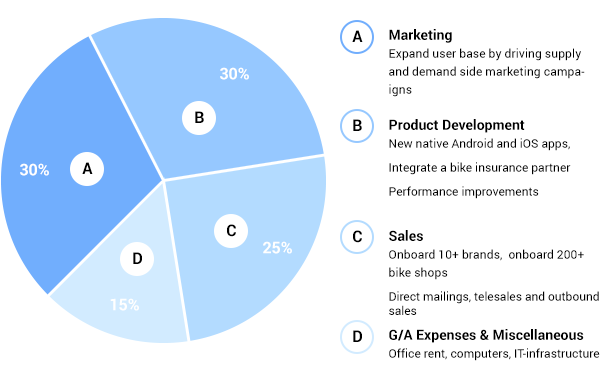 30%
B
30%
A
C
D
25%
15%
A
Marketing
Expand user base by driving supply
and demand side marketing campa-
igns
B
Product Development
New native Android and iOS apps,
Integrate a bike insurance partner
Performance improvements
C
Sales
Onboard 10+ brands, onboard 200+
bike shops
Direct mailings, telesales and outbound
sales
D
G/A Expenses & Miscellaneous
Office rent, computers, IT-infrastructure